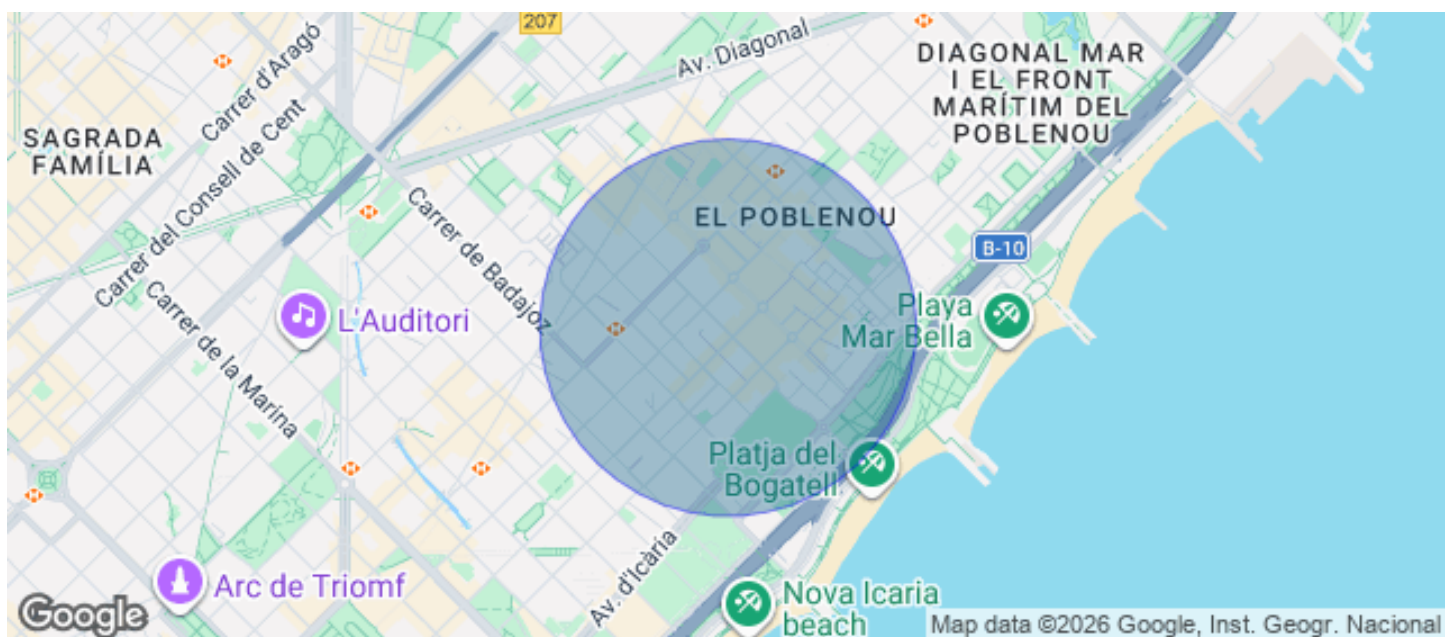 207
Carrer d'Aragó
Av. Diagonal
DIAGONAL MAR
I EL FRONT
MARÍTIM DEL
POBLENOU
SAGRADA
FAMÍLIA
Carrer del Consell de Cent
Carrer de Badajoz
EL POBLENOU
B-10
Carrer de la Marina
L'Auditori
Playa
Mar Bella
Platja del
Bogatell
Av. d'Icària
Arc de Triomf
Nova Icaria
beach
Google
Map data ©2026 Google, Inst. Geogr. Nacional